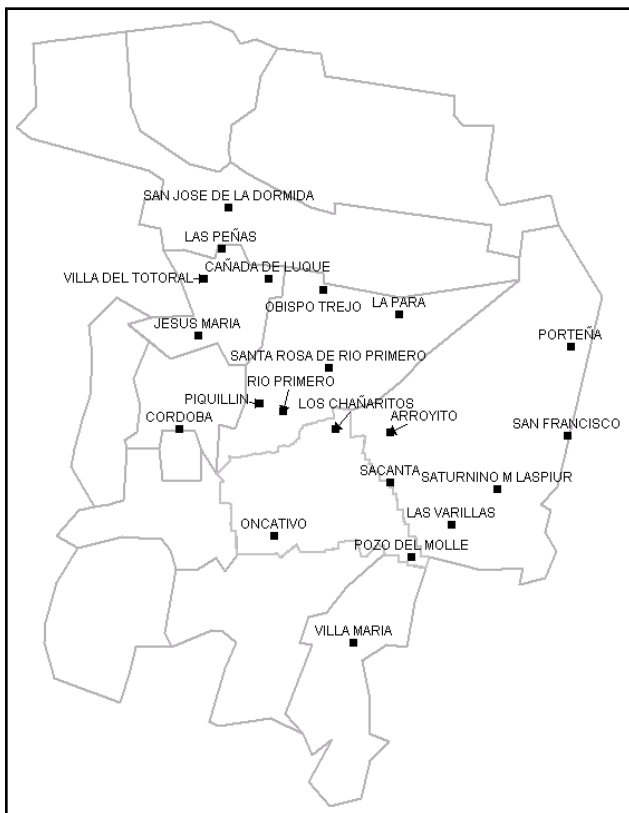 SAN JOSE DE LA DORMIDA
LAS PEÑAS
VILLA DEL TOTORAL
CAÑADA DE LUQUE
OBISPO TREJO
LA PARA
JESUS MARIA
PORTEÑA
SANTA ROSA DE RIO PRIMERO
RIO PRIMERO
PIQUILLIN
LOS CHAÑARITOS
CORDOBA
ARROYITO
SAN FRANCISCO
SACANTA
SATURNINO M LASPIUR
LAS VARILLAS
ONCATIVO
POZO DEL MOLLE
VILLA MARIA